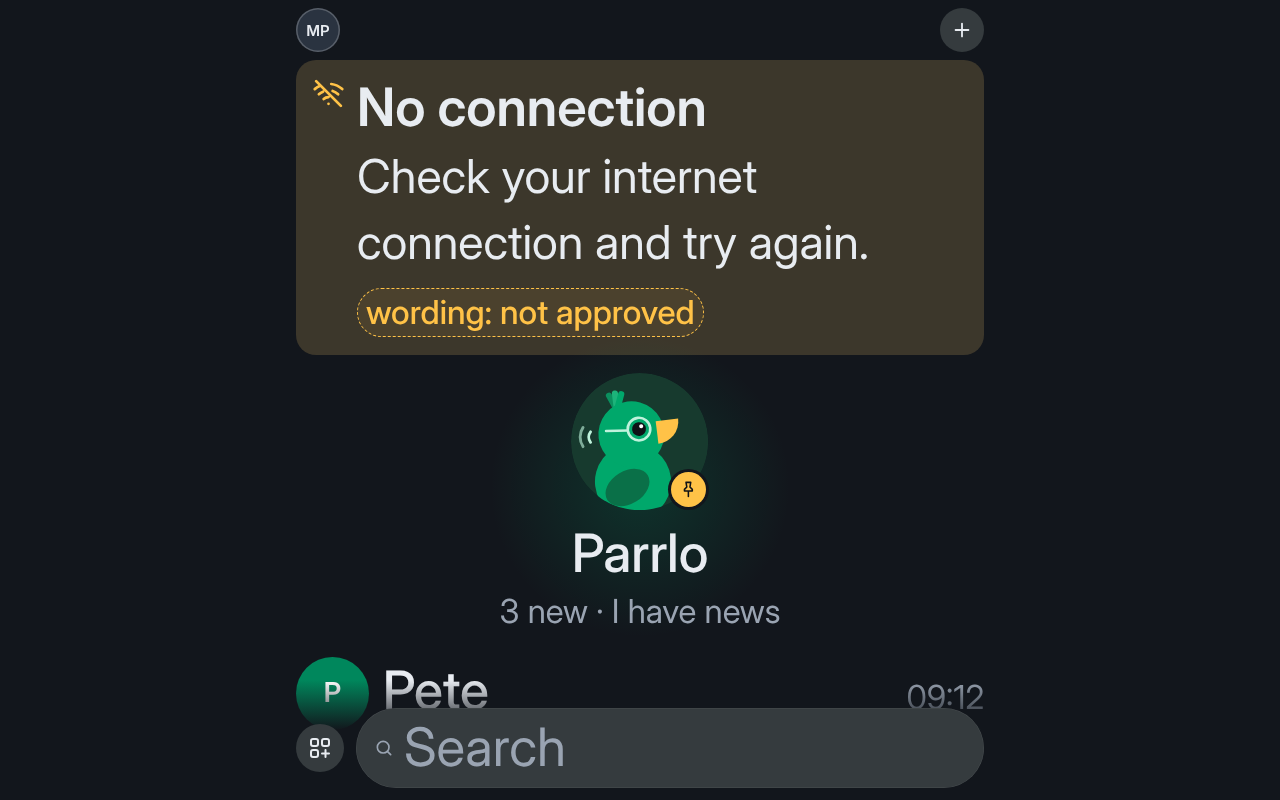 MP
No connection
Check your internet
connection and try again.
wording: not approved
Parrlo
3 new · I have news
P
Pete
09:12
Search